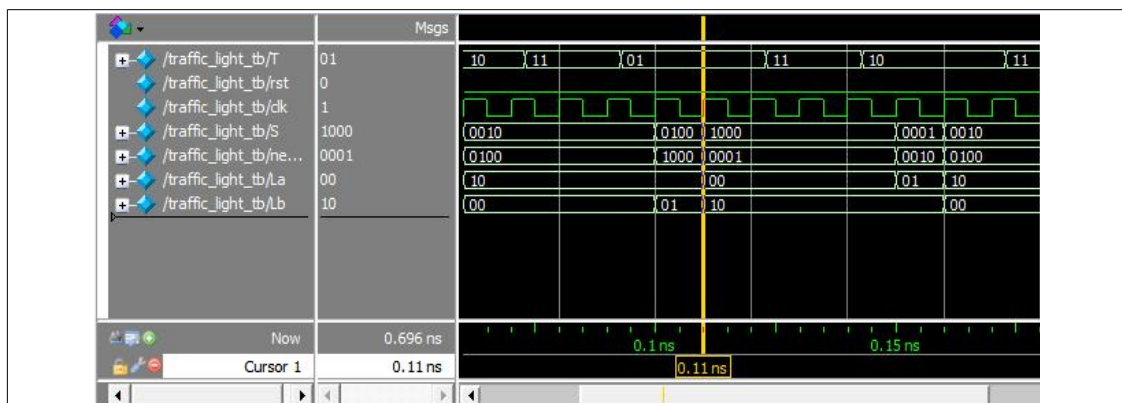 Msgs
/traffic_light_tb/T 01 10 11 01 11 10 11
/traffic_light_tb/rst 0
/traffic_light_tb/clk 1
/traffic_light_tb/S 1000 0010 0100 1000 0001 0010
/traffic_light_tb/ne... 0001 0100 1000 0001 0010 0100
/traffic_light_tb/La 00 10 00 01 10
/traffic_light_tb/Lb 10 00 01 10 00
Now 0.696 ns 0.1 ns 0.15 ns
Cursor 1 0.11 ns 0.11 ns